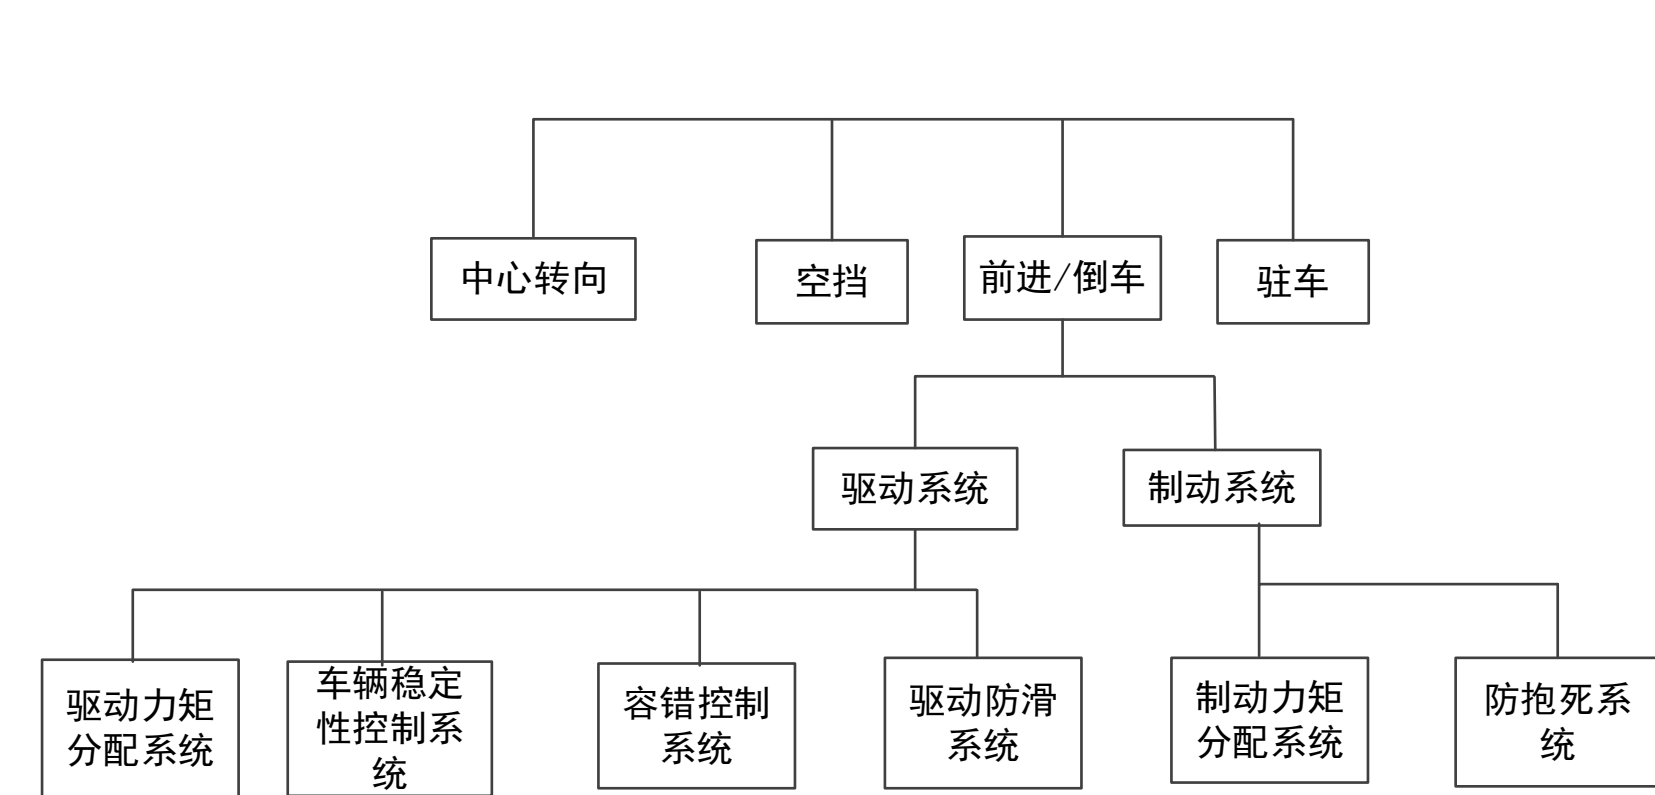 中心转向
空挡
前进/倒车
驻车
驱动系统
制动系统
驱动力矩
分配系统
车辆稳定
性控制系
统
容错控制
系统
驱动防滑
系统
制动力矩
分配系统
防抱死系
统